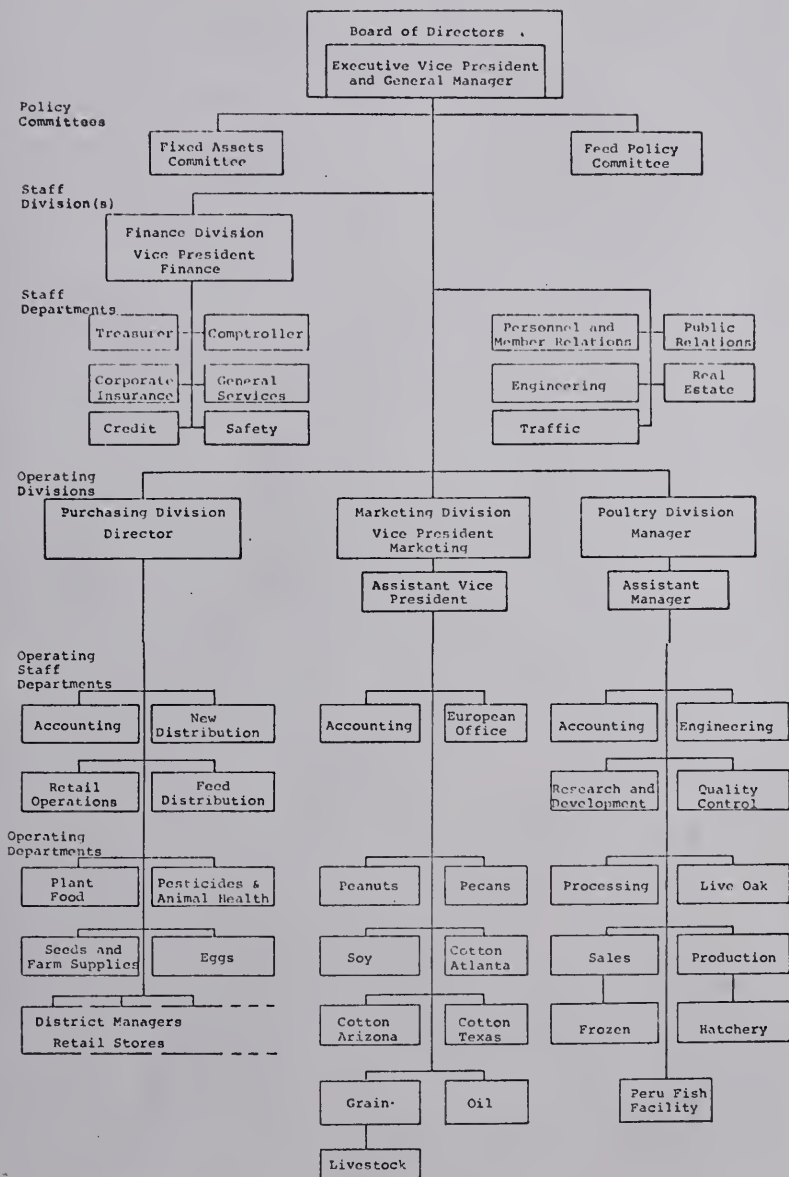 Board of Directors
Executive Vice President
and General Manager
Policy
Committees
Fixed Assets
Committee
Feed Policy
Committee
Staff
Division(s)
Finance Division
Vice President
Finance
Staff
Departments
Treasurer
Comptroller
Personnel and
Member Relations
Public
Relations
Corporate
Insurance
General
Services
Engineering
Real
Estate
Credit
Safety
Traffic
Operating
Divisions
Purchasing Division
Director
Marketing Division
Vice President
Marketing
Poultry Division
Manager
Assistant Vice
President
Assistant
Manager
Operating
Staff
Departments
Accounting
New
Distribution
Accounting
European
Office
Accounting
Engineering
Retail
Operations
Feed
Distribution
Research and
Development
Quality
Control
Operating
Departments
Plant
Food
Pesticides &
Animal Health
Peanuts
Pecans
Processing
Live Oak
Seeds and
Farm Supplies
Eggs
Soy
Cotton
Atlanta
Sales
Production
District Managers
Retail Stores
Cotton
Arizona
Cotton
Texas
Frozen
Hatchery
Grain
Oil
Peru Fish
Facility
Livestock